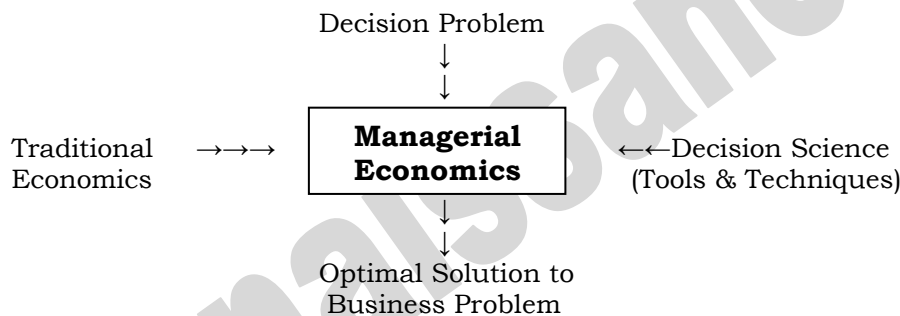 Decision Problem
↓
↓
Traditional Economics →→→ Managerial Economics ←←Decision Science (Tools & Techniques)
↓
↓
Optimal Solution to
Business Problem